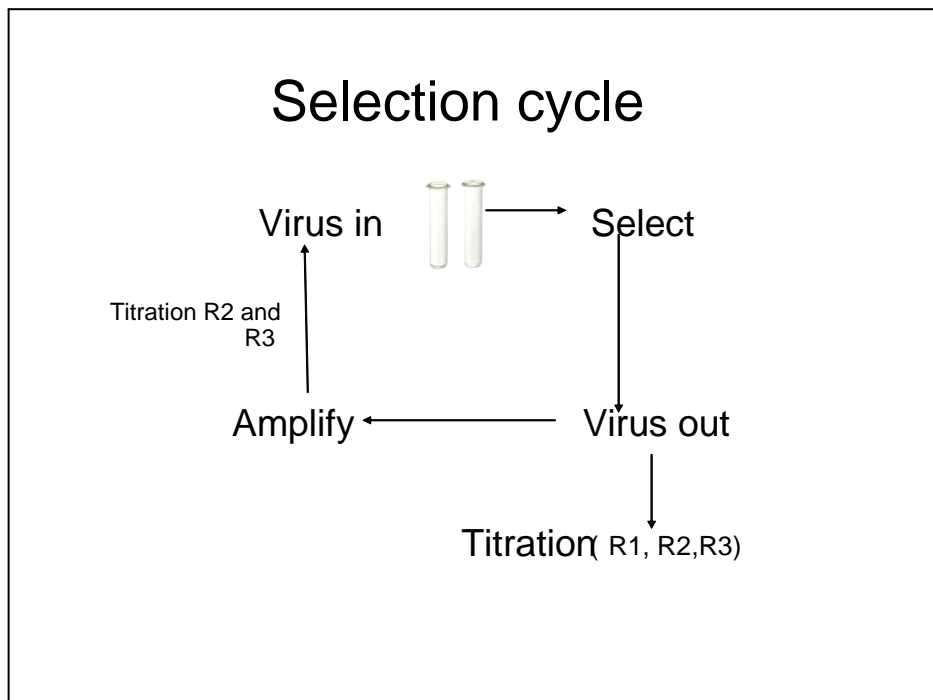 Selection cycle
Virus in
Select
Titration R2 and
R3
Amplify
Virus out
Titration( R1, R2,R3)